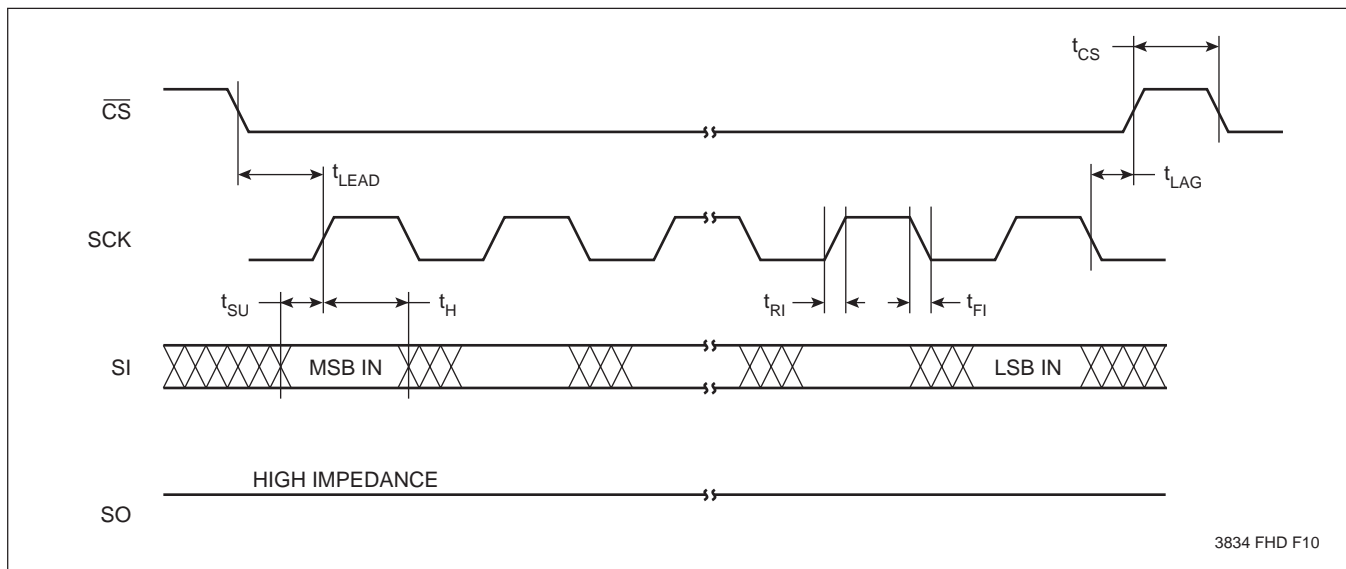 tCS
CS
tLEAD
tLAG
SCK
tSU
tH
tRI
tFI
SI
MSB IN
LSB IN
HIGH IMPEDANCE
SO
3834 FHD F10